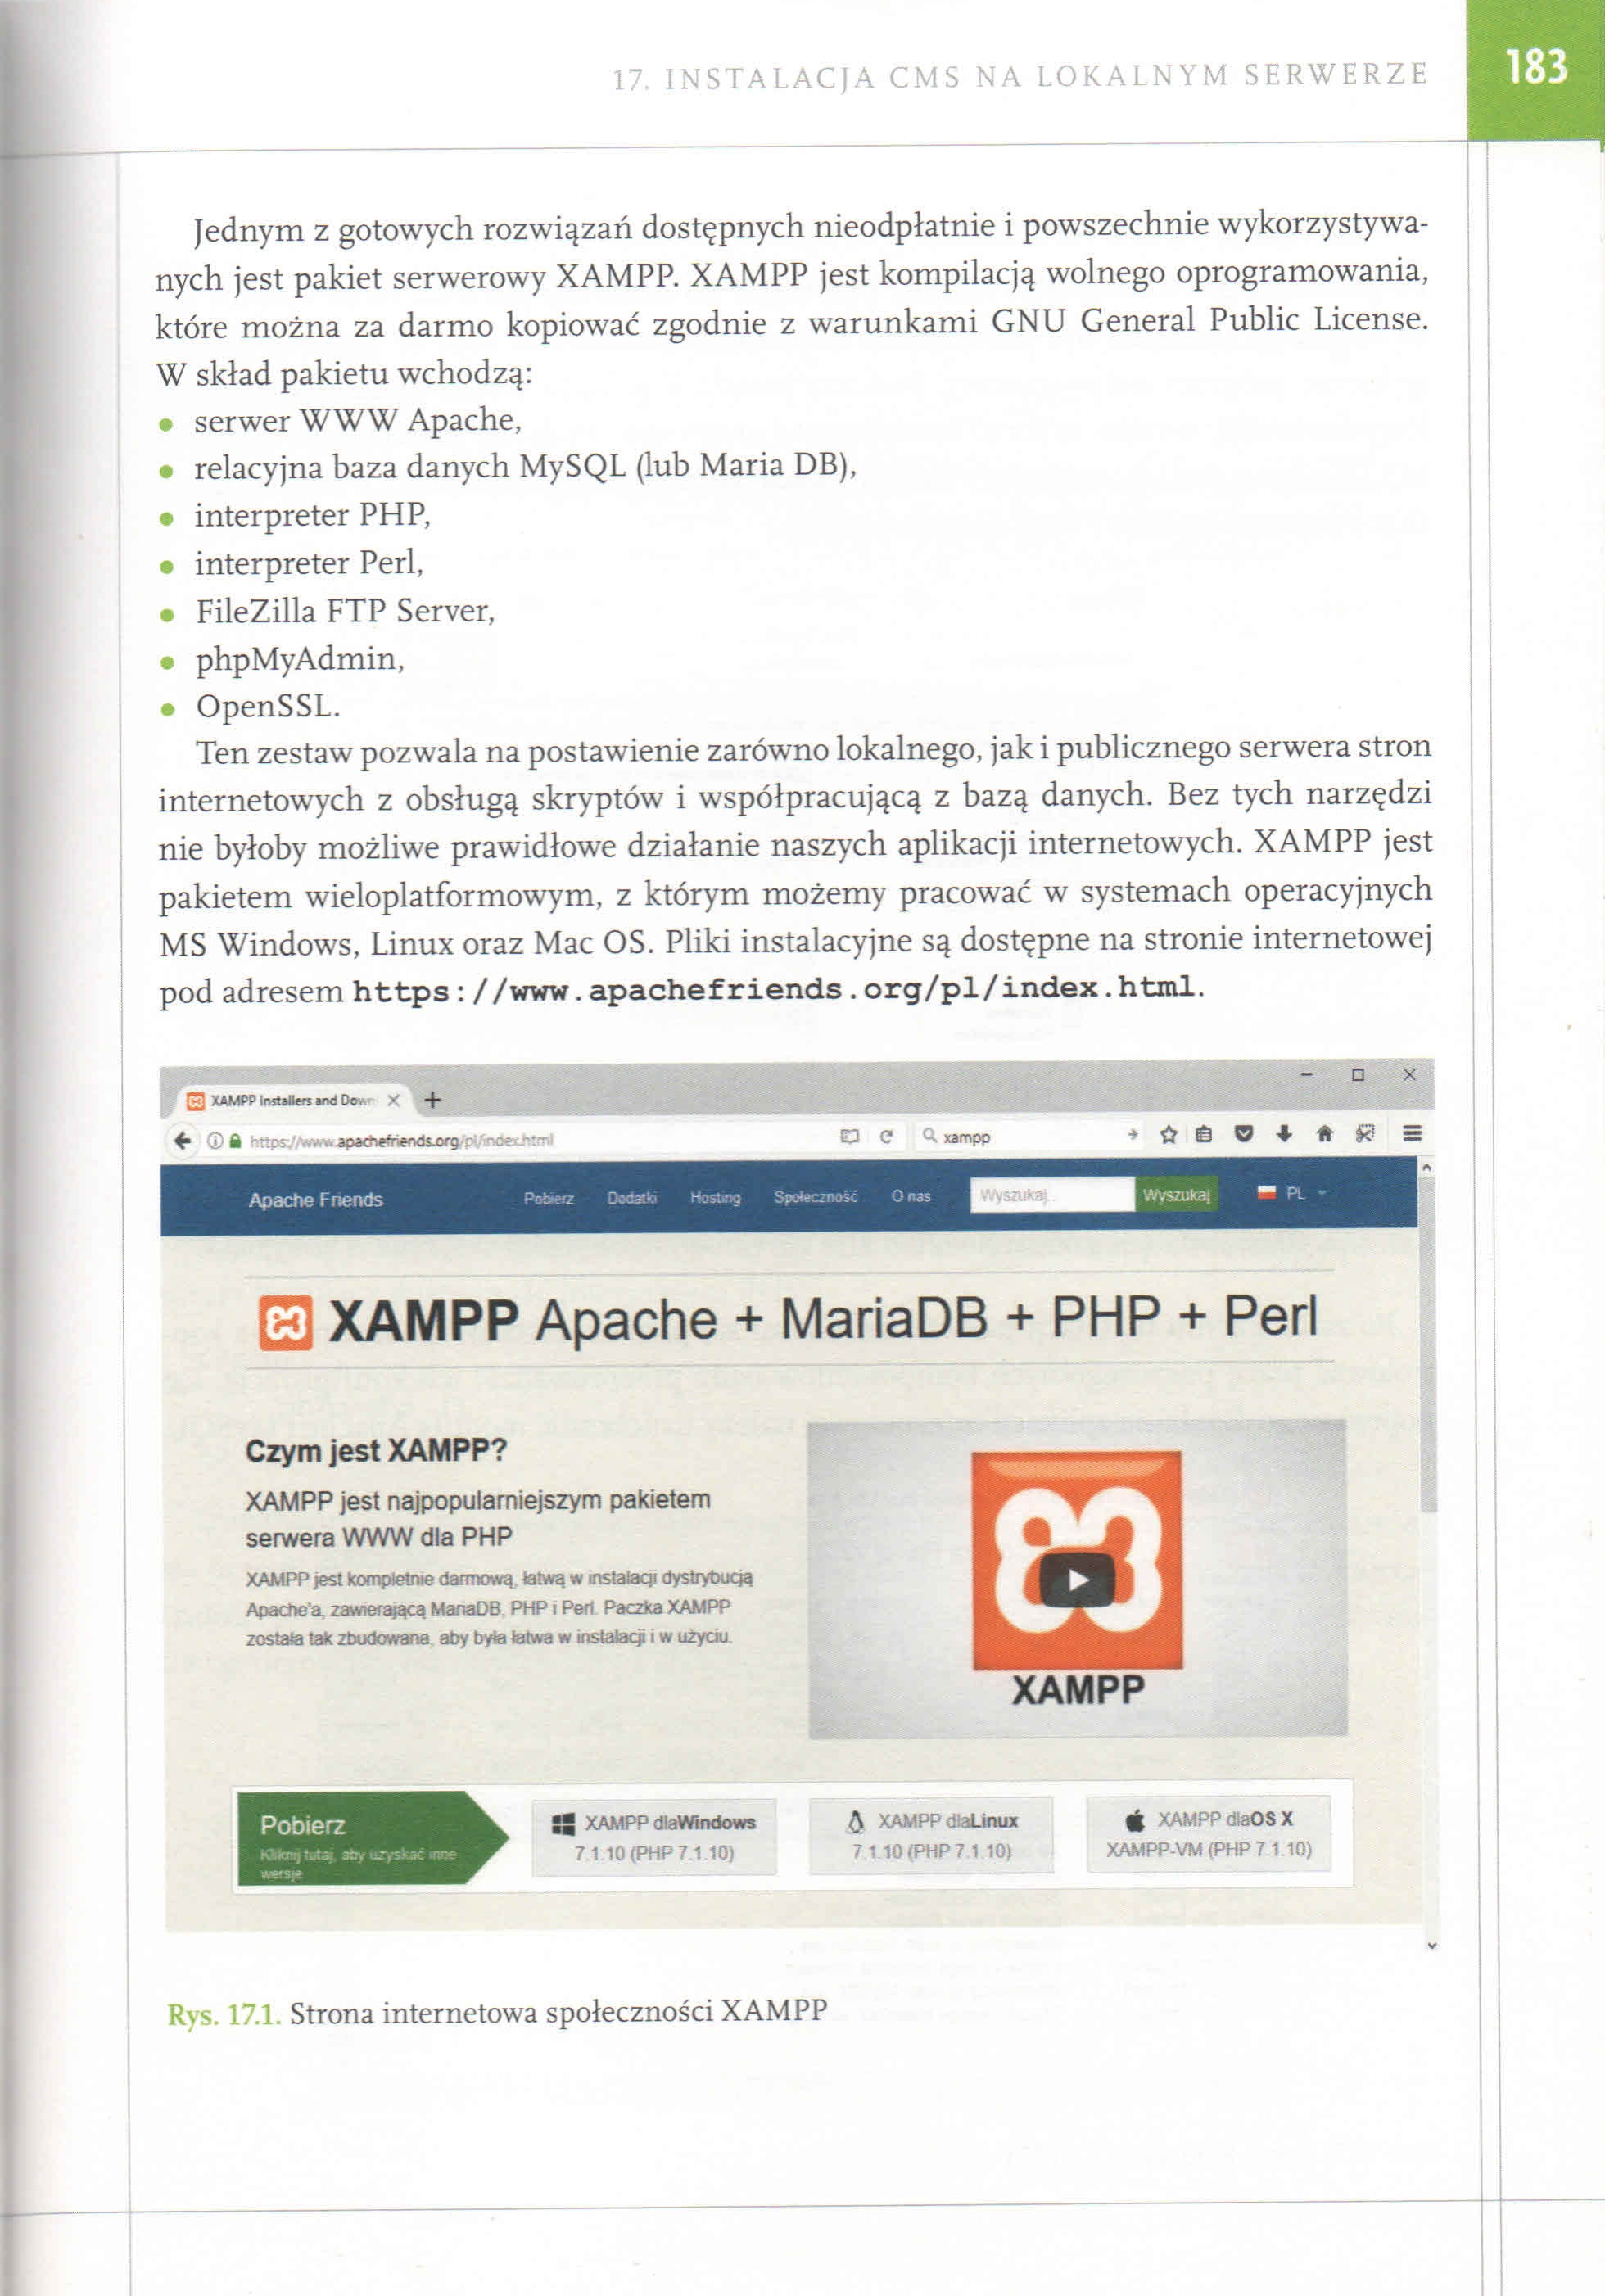 17. INSTALACJA CMS NA LOKALNYM SERWERZE
183
Jednym z gotowych rozwiązań dostępnych nieodpłatnie i powszechnie wykorzystywa-
nych jest pakiet serwerowy XAMPP. XAMPP jest kompilacją wolnego oprogramowania,
które można za darmo kopiować zgodnie z warunkami GNU General Public License.
W skład pakietu wchodzą:
• serwer WWW Apache,
• relacyjna baza danych MySQL (lub Maria DB),
• interpreter PHP,
• interpreter Perl,
• FileZilla FTP Server,
• phpMyAdmin,
• OpenSSL.
Ten zestaw pozwala na postawienie zarówno lokalnego, jak i publicznego serwera stron
internetowych z obsługą skryptów i współpracującą z bazą danych. Bez tych narzędzi
nie byłoby możliwe prawidłowe działanie naszych aplikacji internetowych. XAMPP jest
pakietem wieloplatformowym, z którym możemy pracować w systemach operacyjnych
MS Windows, Linux oraz Mac OS. Pliki instalacyjne są dostępne na stronie internetowej
pod adresem https://www.apachefriends.org/pl/index.html.
XAMPP Installers and Down
https://www.apachefriends.org/pl/index.html
xampp
Apache Friends Pobierz Dodatki Hosting Społeczność O nas Wyszukaj... Wyszukaj PL
XAMPP Apache + MariaDB + PHP + Perl
Czym jest XAMPP?
XAMPP jest najpopularniejszym pakietem
serwera WWW dla PHP
XAMPP jest kompletnie darmową, łatwą w instalacji dystrybucją
Apache'a, zawierającą MariaDB, PHP i Perl. Paczka XAMPP
została tak zbudowana, aby była łatwa w instalacji i w użyciu.
XAMPP
Pobierz
Kliknij tutaj, aby uzyskać inne
wersje
XAMPP dlaWindows
7.1.10 (PHP 7.1.10)
XAMPP dlaLinux
7.1.10 (PHP 7.1.10)
XAMPP dlaOS X
XAMPP-VM (PHP 7.1.10)
Rys. 17.1. Strona internetowa społeczności XAMPP